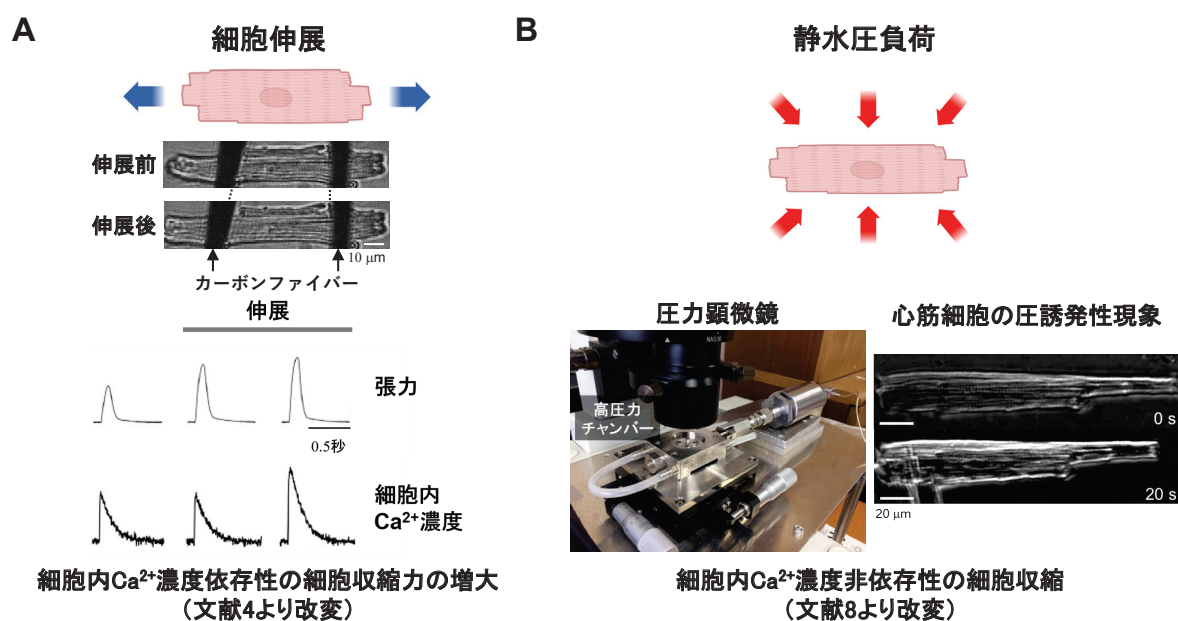 A
細胞伸展
伸展前
伸展後
10 μm
カーボンファイバー
伸展
張力
0.5秒
細胞内
Ca²⁺濃度
細胞内Ca²⁺濃度依存性の細胞収縮力の増大
（文献4より改変）
B
静水圧負荷
圧力顕微鏡
NA 0.30
高圧力
チャンバー
心筋細胞の圧誘発性現象
0 s
20 s
20 μm
細胞内Ca²⁺濃度非依存性の細胞収縮
（文献8より改変）